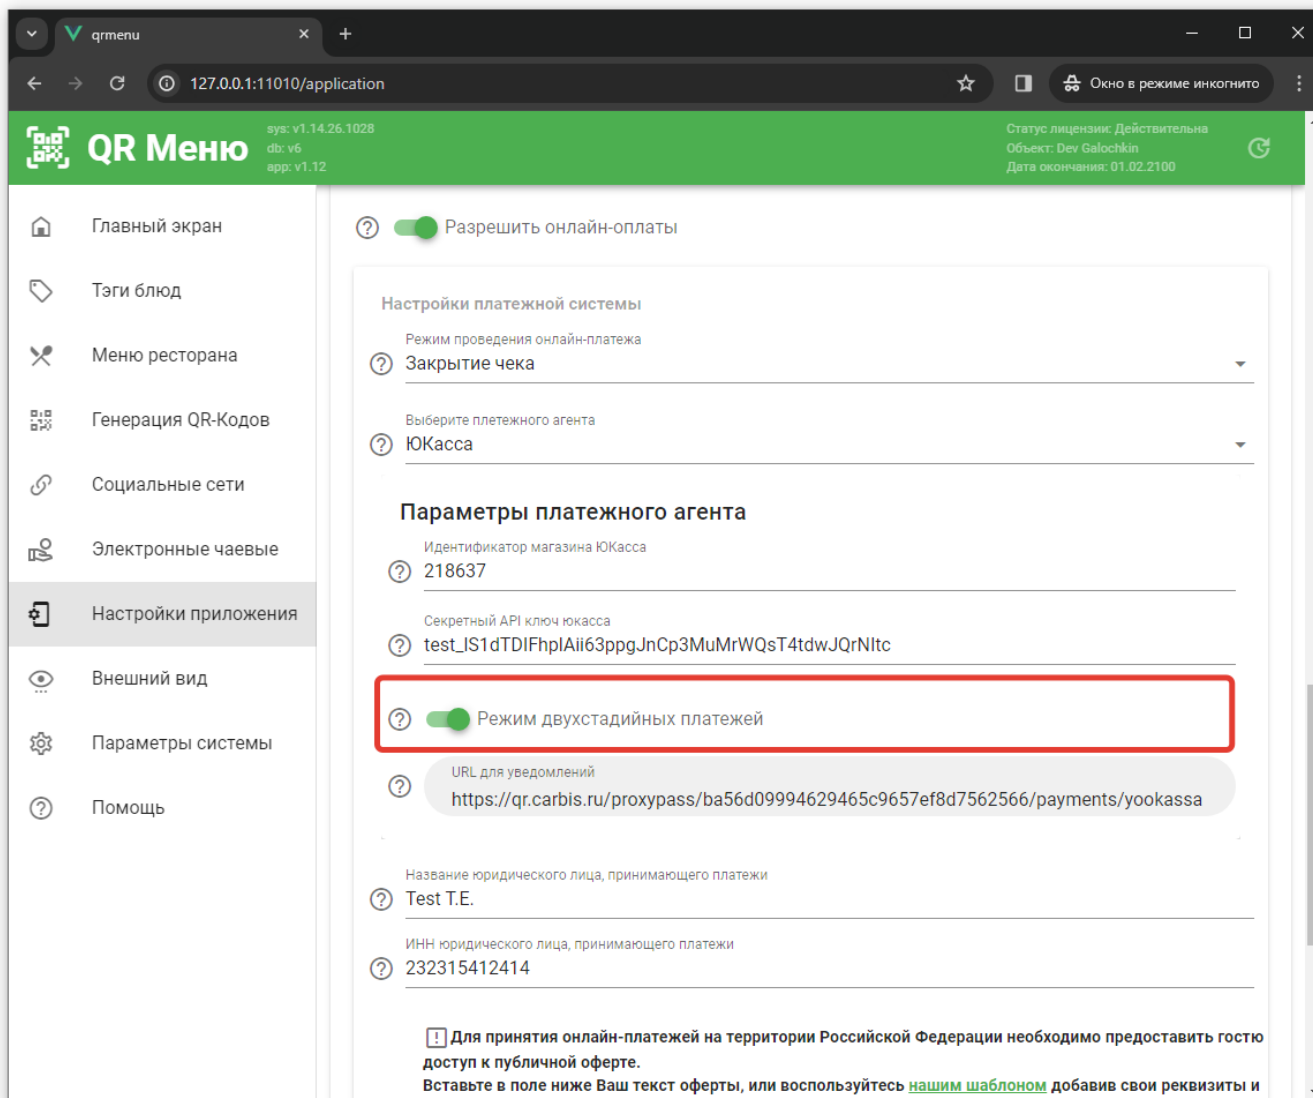 qrmenu
127.0.0.1:11010/application
Окно в режиме инкогнито
QR Меню
sys: v1.14.26.1028
db: v6
app: v1.12
Статус лицензии: Действительна
Объект: Dev Galochkin
Дата окончания: 01.02.2100
Главный экран
Тэги блюд
Меню ресторана
Генерация QR-Кодов
Социальные сети
Электронные чаевые
Настройки приложения
Внешний вид
Параметры системы
Помощь
Разрешить онлайн-оплаты
Настройки платежной системы
Режим проведения онлайн-платежа
Закрытие чека
Выберите плетежного агента
ЮКасса
Параметры платежного агента
Идентификатор магазина ЮКасса
218637
Секретный API ключ юкасса
test_lS1dTDIFhplAii63ppgJnCp3MuMrWQsT4tdwJQrNltc
Режим двухстадийных платежей
URL для уведомлений
https://qr.carbis.ru/proxypass/ba56d09994629465c9657ef8d7562566/payments/yookassa
Название юридического лица, принимающего платежи
Test T.E.
ИНН юридического лица, принимающего платежи
232315412414
Для принятия онлайн-платежей на территории Российской Федерации необходимо предоставить гостю
доступ к публичной оферте.
Вставьте в поле ниже Ваш текст оферты, или воспользуйтесь нашим шаблоном добавив свои реквизиты и